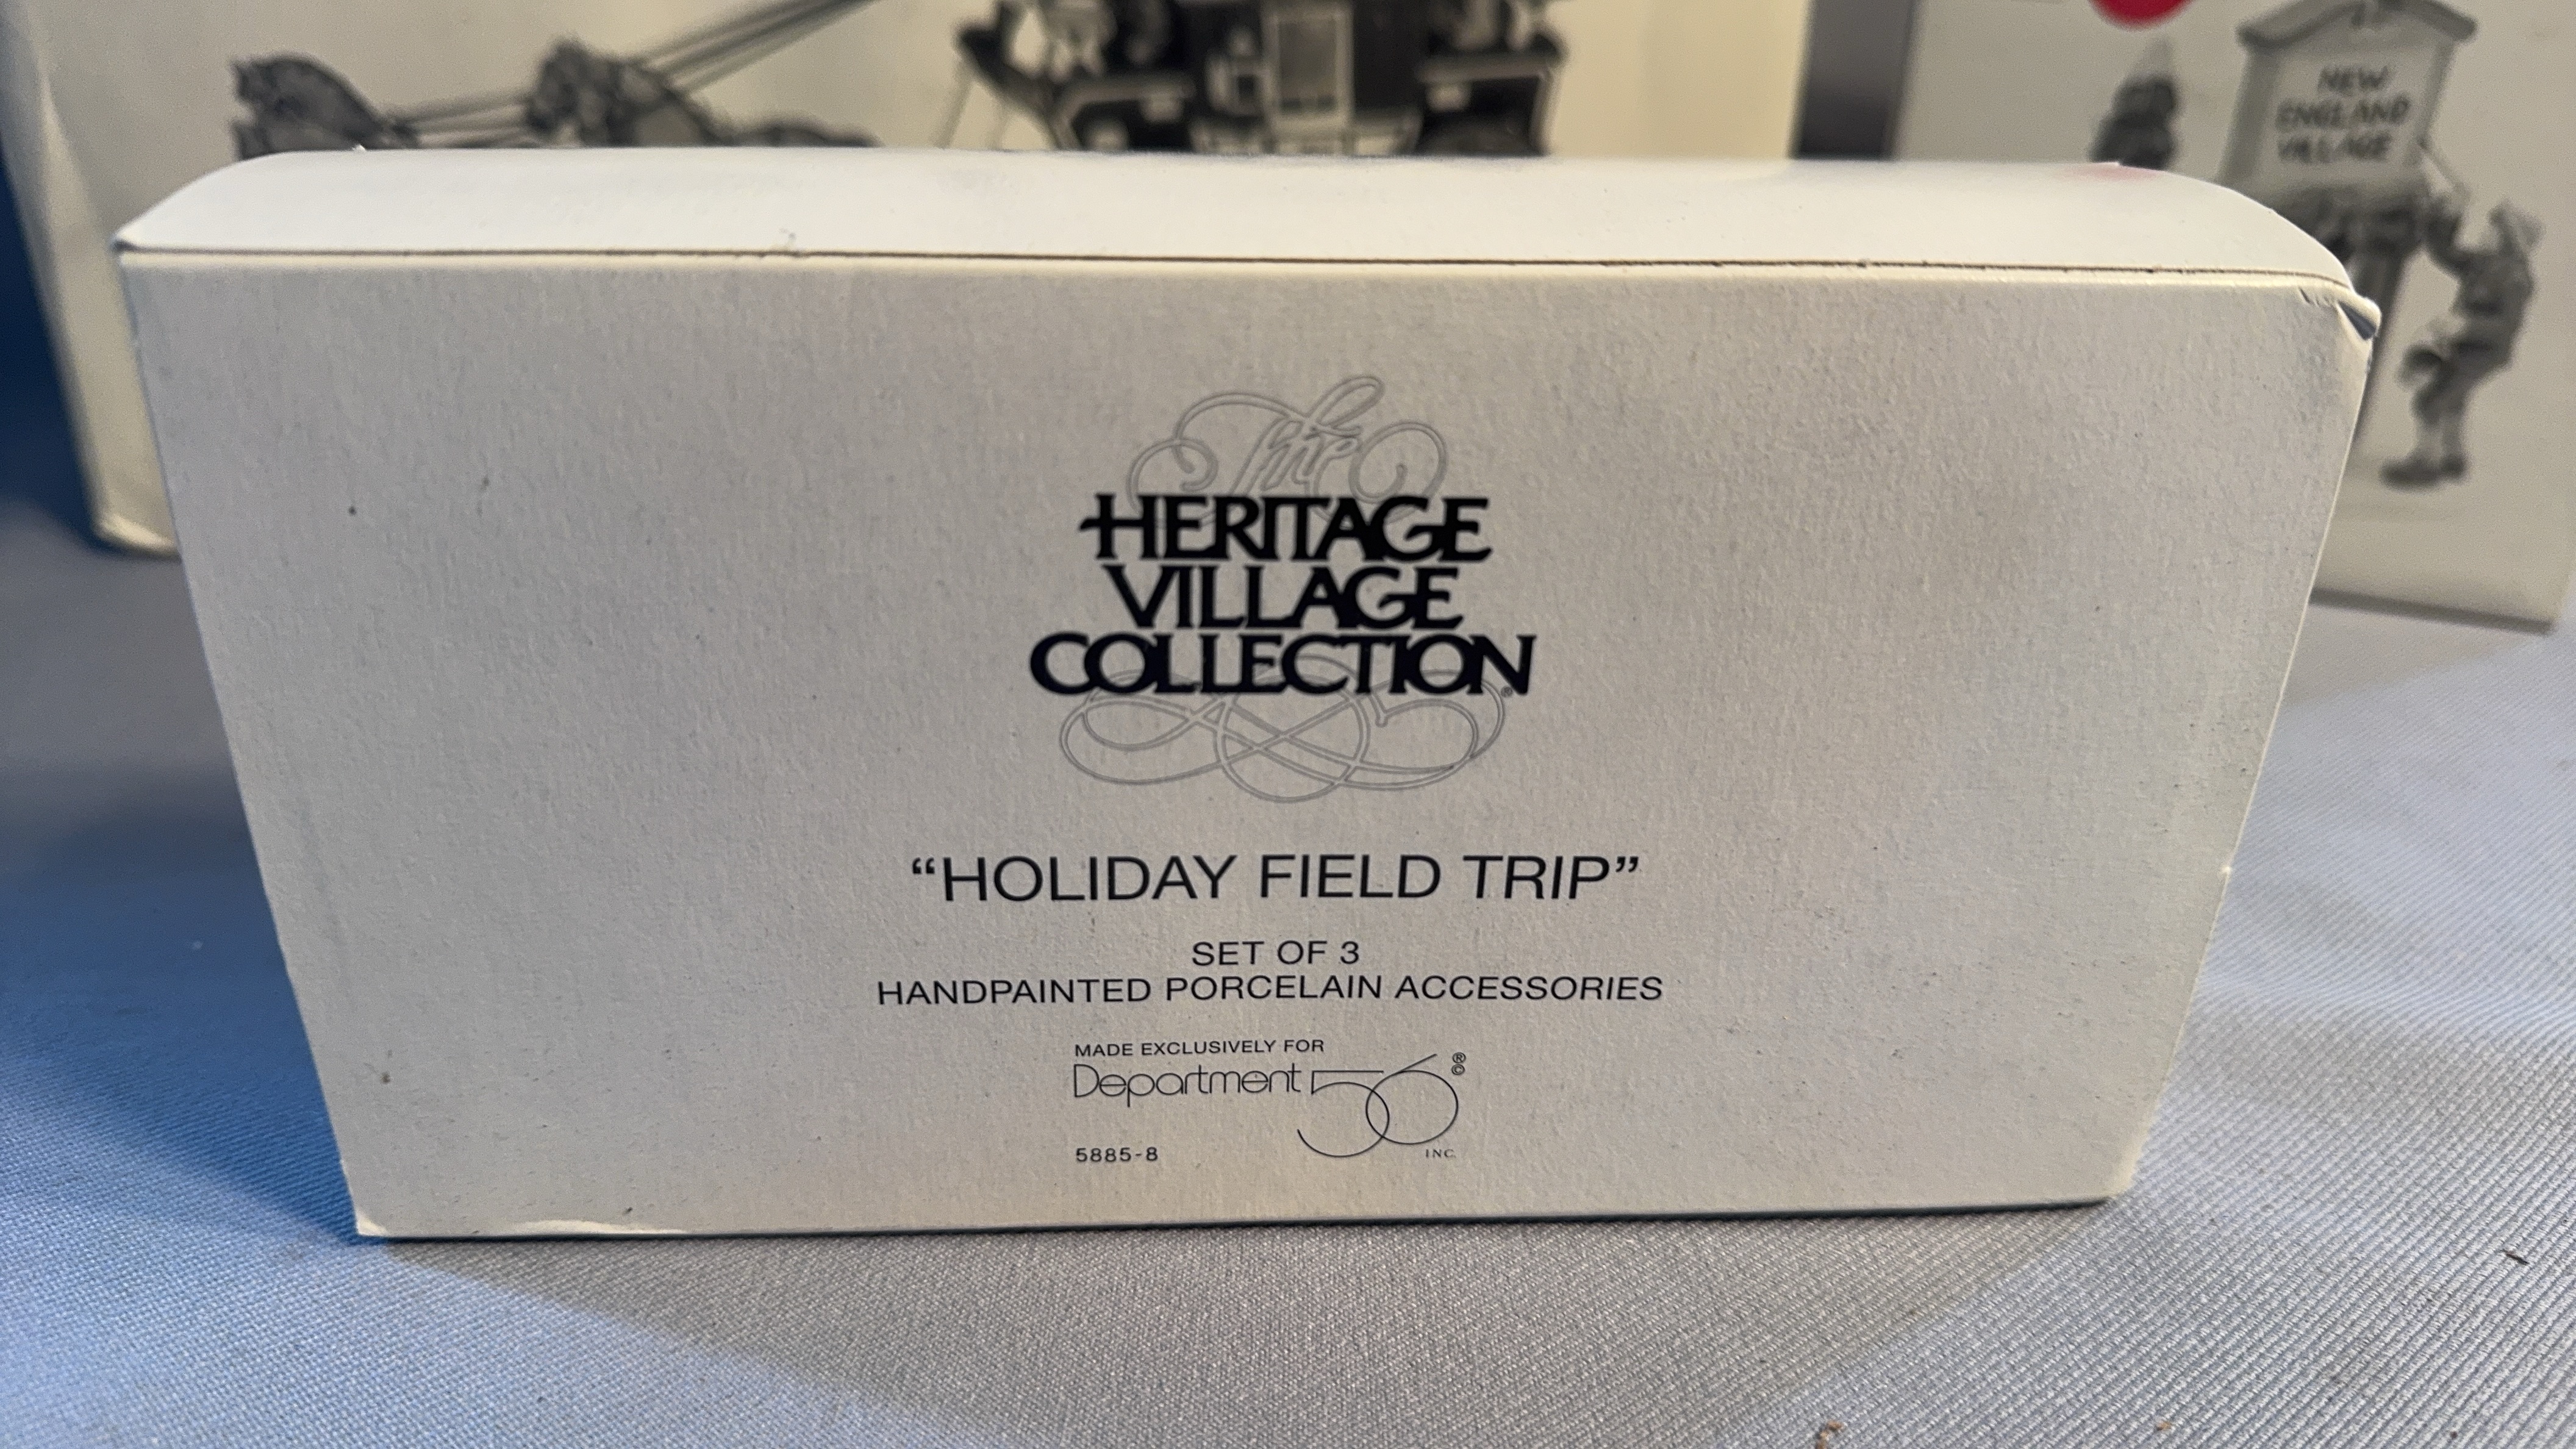 NEW
ENGLAND
VILLAGE
The
HERITAGE
VILLAGE
COLLECTION®
“HOLIDAY FIELD TRIP”
SET OF 3
HANDPAINTED PORCELAIN ACCESSORIES
MADE EXCLUSIVELY FOR
Department 56 ®©
5885-8 INC.